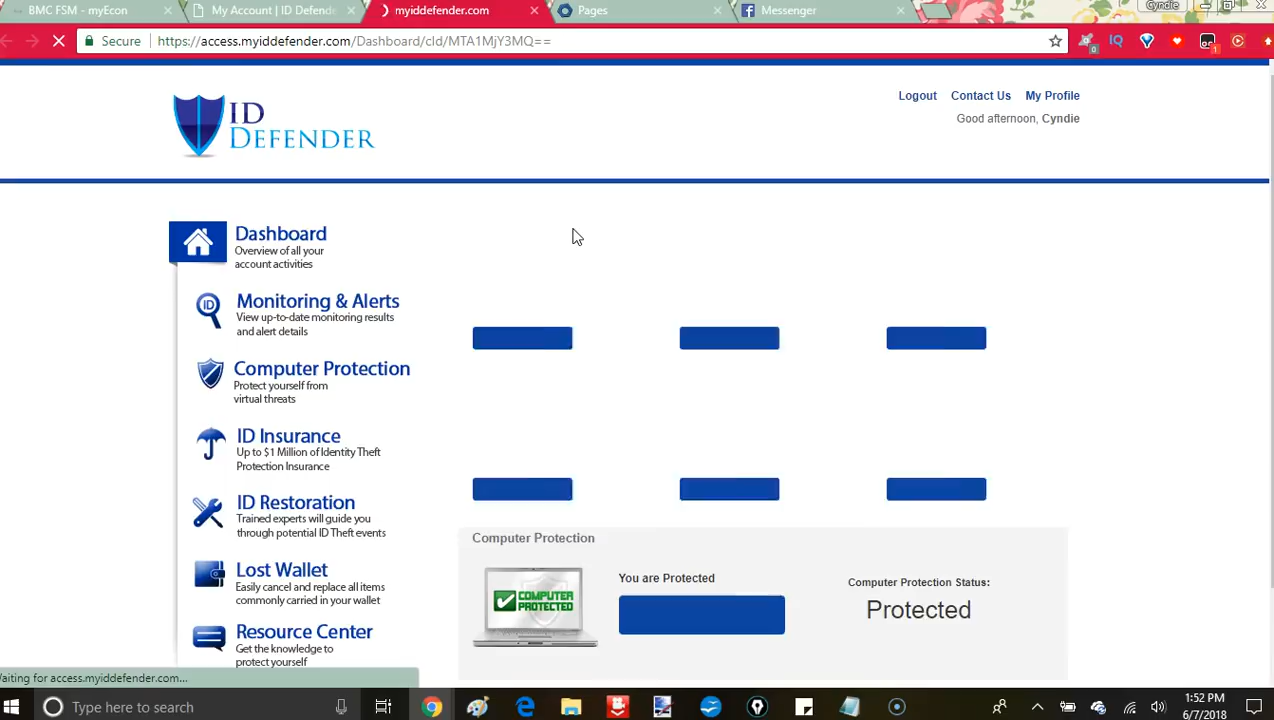 BMC FSM - myEcon
My Account | ID Defende
myiddefender.com
Pages
Messenger
Cyndie
Secure
https://access.myiddefender.com/Dashboard/cId/MTA1MjY3MQ==
IQ
0
1
ID
DEFENDER
Logout
Contact Us
My Profile
Good afternoon, Cyndie
Dashboard
Overview of all your
account activities
ID
Monitoring & Alerts
View up-to-date monitoring results
and alert details
Computer Protection
Protect yourself from
virtual threats
ID Insurance
Up to $1 Million of Identity Theft
Protection Insurance
ID Restoration
Trained experts will guide you
through potential ID Theft events
Lost Wallet
Easily cancel and replace all items
commonly carried in your wallet
Resource Center
Get the knowledge to
protect yourself
Computer Protection
COMPUTER
PROTECTED
You are Protected
Computer Protection Status:
Protected
Waiting for access.myiddefender.com...
Type here to search
1:52 PM
6/7/2018